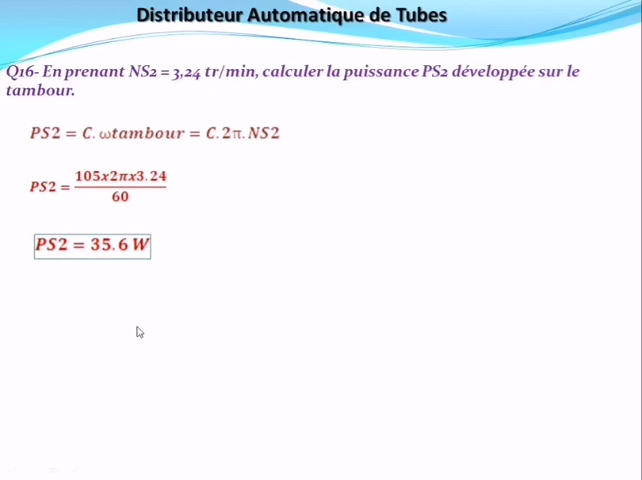 Distributeur Automatique de Tubes
Q16- En prenant NS2 = 3,24 tr/min, calculer la puissance PS2 développée sur le
tambour.
PS2 = C. ωtambour = C. 2π. NS2
PS2 = 105x2πx3.24 / 60
PS2 = 35.6 W